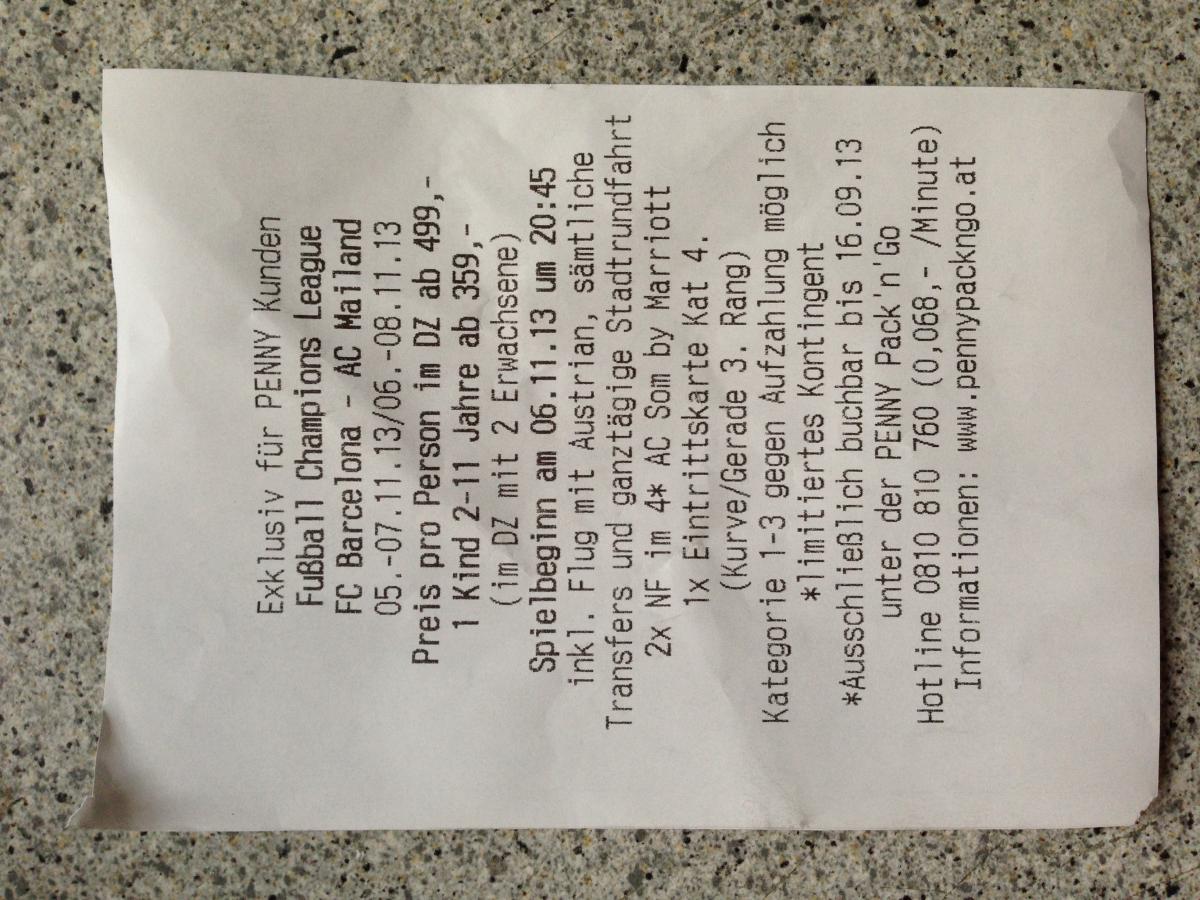 Exklusiv für PENNY Kunden
Fußball Champions League
FC Barcelona - AC Mailand
05.-07.11.13/06.-08.11.13
Preis pro Person im DZ ab 499,-
1 Kind 2-11 Jahre ab 359,-
(im DZ mit 2 Erwachsene)
Spielbeginn am 06.11.13 um 20:45
inkl. Flug mit Austrian, sämtliche
Transfers und ganztägige Stadtrundfahrt
2x NF im 4* AC Som by Marriott
1x Eintrittskarte Kat 4.
(Kurve/Gerade 3. Rang)
Kategorie 1-3 gegen Aufzahlung möglich
*limitiertes Kontingent
*Ausschließlich buchbar bis 16.09.13
unter der PENNY Pack'n'Go
Hotline 0810 810 760 (0,068,- /Minute)
Informationen: www.pennypackngo.at